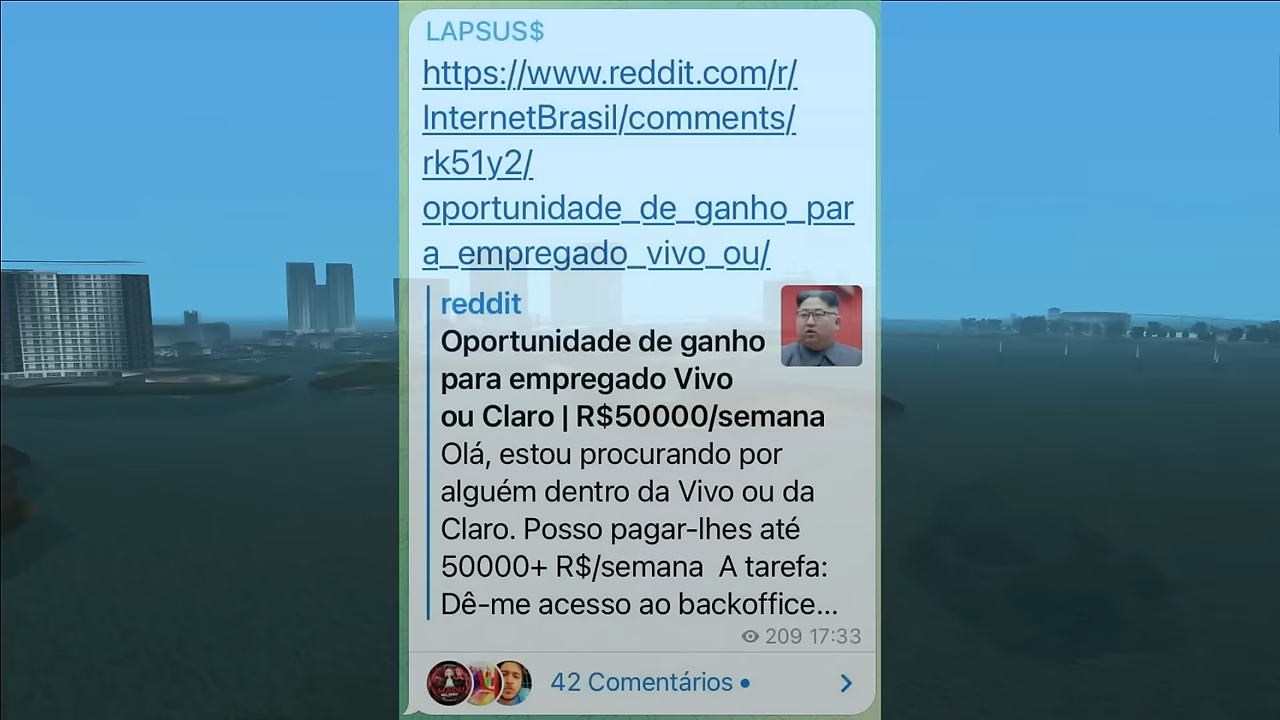 LAPSUS$
https://www.reddit.com/r/
InternetBrasil/comments/
rk51y2/
oportunidade_de_ganho_par
a_empregado_vivo_ou/
reddit
Oportunidade de ganho
para empregado Vivo
ou Claro | R$50000/semana
Olá, estou procurando por
alguém dentro da Vivo ou da
Claro. Posso pagar-lhes até
50000+ R$/semana A tarefa:
Dê-me acesso ao backoffice...
209 17:33
42 Comentários